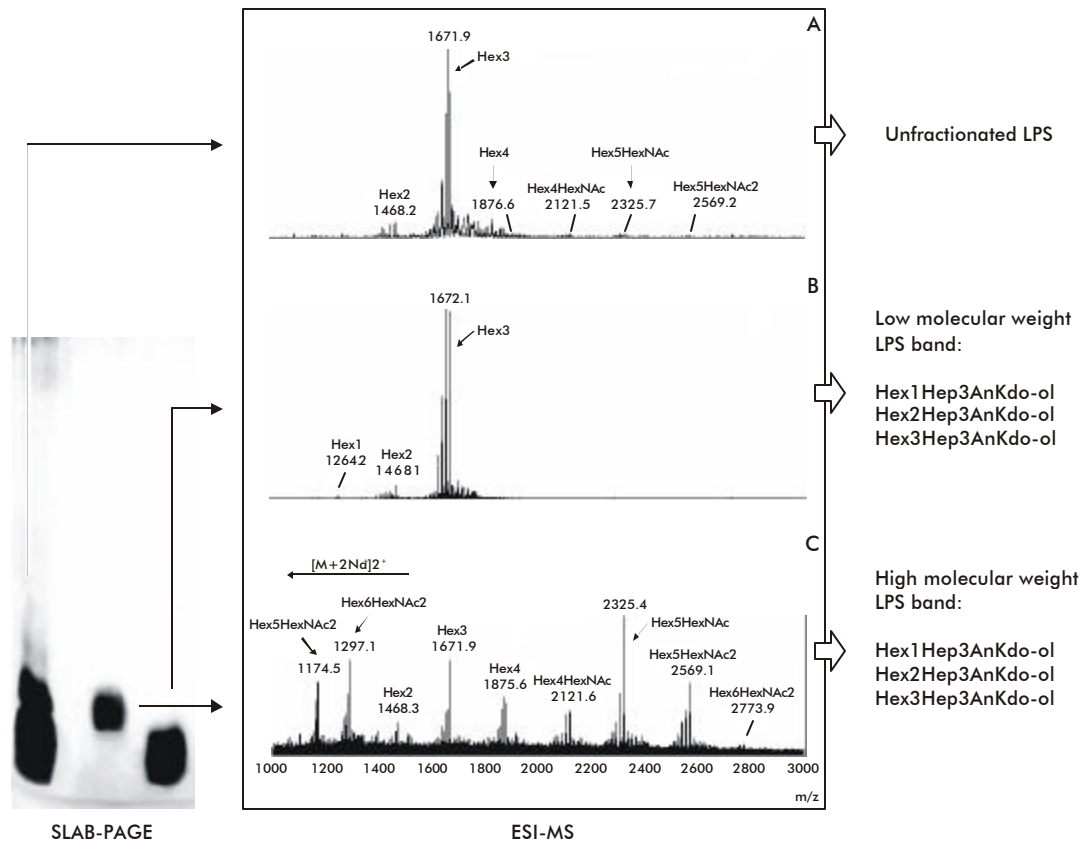 A
1671.9
Hex3
Hex4
Hex5HexNAc
Hex2
1468.2
1876.6
Hex4HexNAc
2121.5
2325.7
Hex5HexNAc2
2569.2
Unfractionated LPS
B
1672.1
Hex3
Hex1
12642
Hex2
14681
Low molecular weight
LPS band:
Hex1Hep3AnKdo-ol
Hex2Hep3AnKdo-ol
Hex3Hep3AnKdo-ol
C
[M+2Na]2+
Hex5HexNAc2
1174.5
Hex6HexNAc2
1297.1
Hex2
1468.3
Hex3
1671.9
Hex4
1875.6
Hex4HexNAc
2121.6
2325.4
Hex5HexNAc
Hex5HexNAc2
2569.1
Hex6HexNAc2
2773.9
High molecular weight
LPS band:
Hex1Hep3AnKdo-ol
Hex2Hep3AnKdo-ol
Hex3Hep3AnKdo-ol
1000 1200 1400 1600 1800 2000 2200 2400 2600 2800 3000
m/z
SLAB-PAGE
ESI-MS